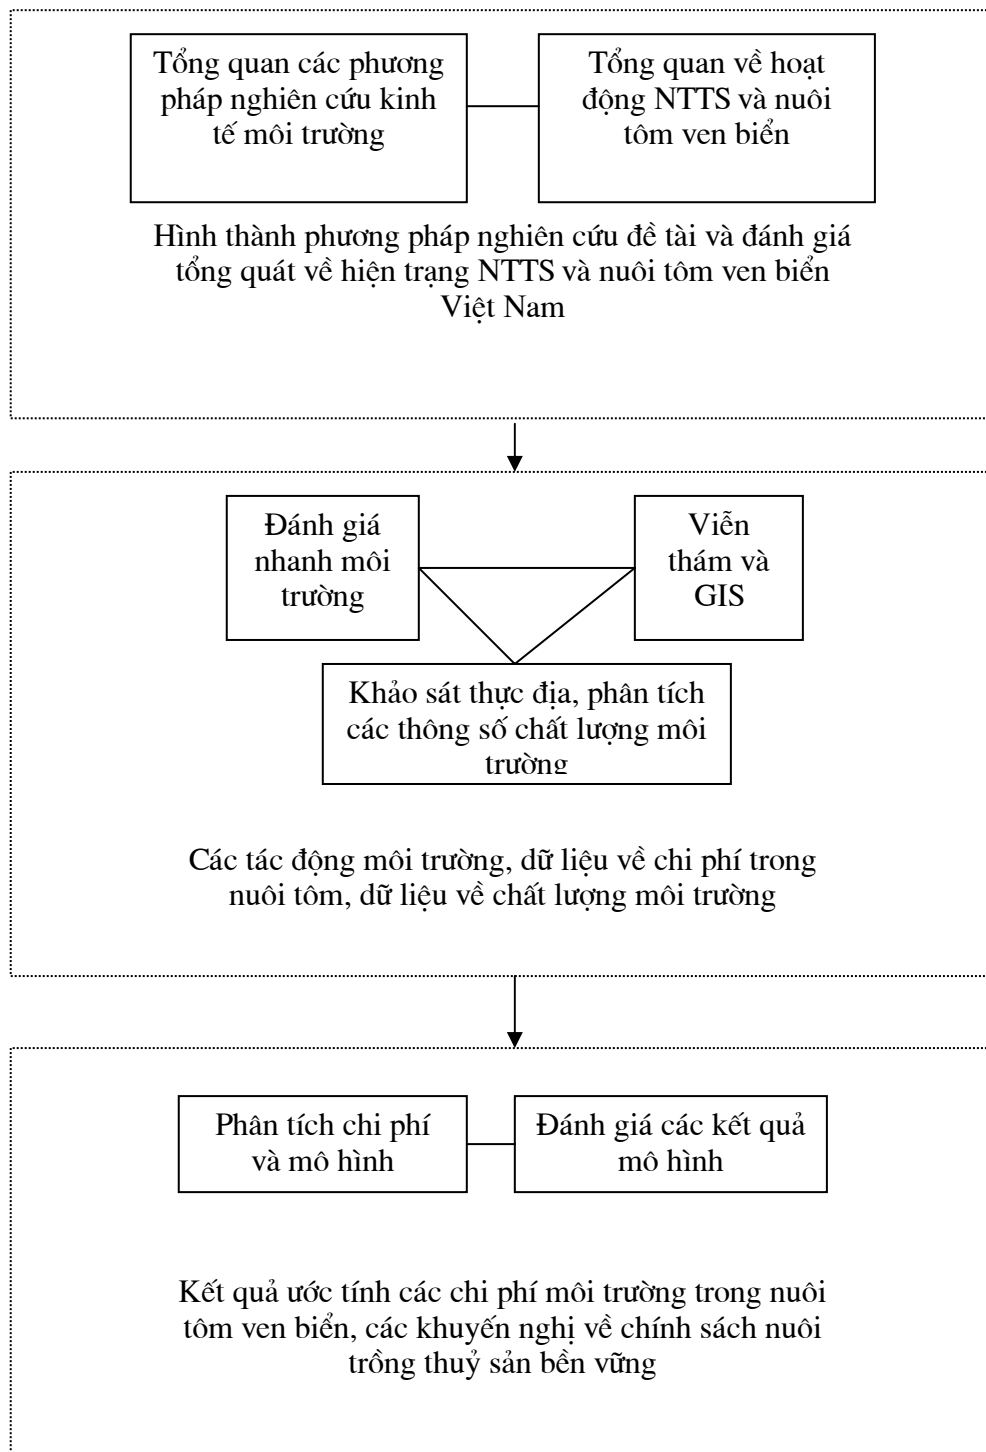 Tổng quan các phương
pháp nghiên cứu kinh
tế môi trường
Tổng quan về hoạt
động NTTS và nuôi
tôm ven biển
Hình thành phương pháp nghiên cứu đề tài và đánh giá
tổng quát về hiện trạng NTTS và nuôi tôm ven biển
Việt Nam
Đánh giá
nhanh môi
trường
Viễn
thám và
GIS
Khảo sát thực địa, phân tích
các thông số chất lượng môi
trường
Các tác động môi trường, dữ liệu về chi phí trong
nuôi tôm, dữ liệu về chất lượng môi trường
Phân tích chi phí
và mô hình
Đánh giá các kết quả
mô hình
Kết quả ước tính các chi phí môi trường trong nuôi
tôm ven biển, các khuyến nghị về chính sách nuôi
trồng thuỷ sản bền vững